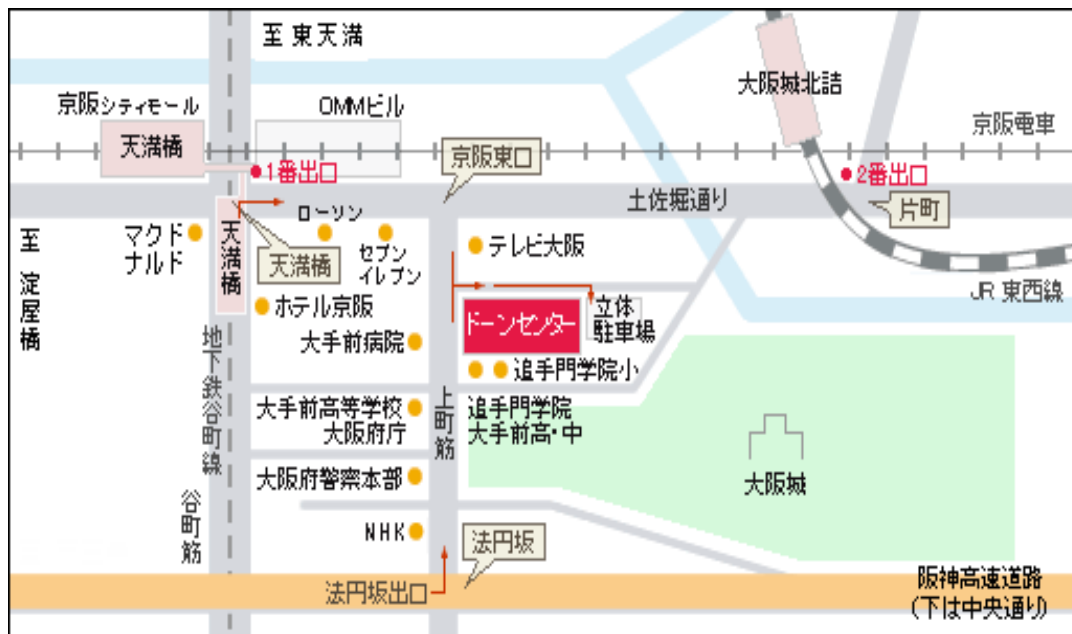 至 東天満
大阪城北詰
京阪シティモール
OMMビル
京阪電車
天満橋
京阪東口
1番出口
2番出口
土佐堀通り
片町
ローソン
至 淀屋橋
マクド
ナルド
天満橋
天満橋
セブン
イレブン
テレビ大阪
JR 東西線
ホテル京阪
ドーンセンター
立体
駐車場
大手前病院
地下鉄谷町線
追手門学院小
上町筋
大手前高等学校
大阪府庁
追手門学院
大手前高・中
大阪府警察本部
大阪城
谷町筋
NHK
法円坂
法円坂出口
阪神高速道路
(下は中央通り)